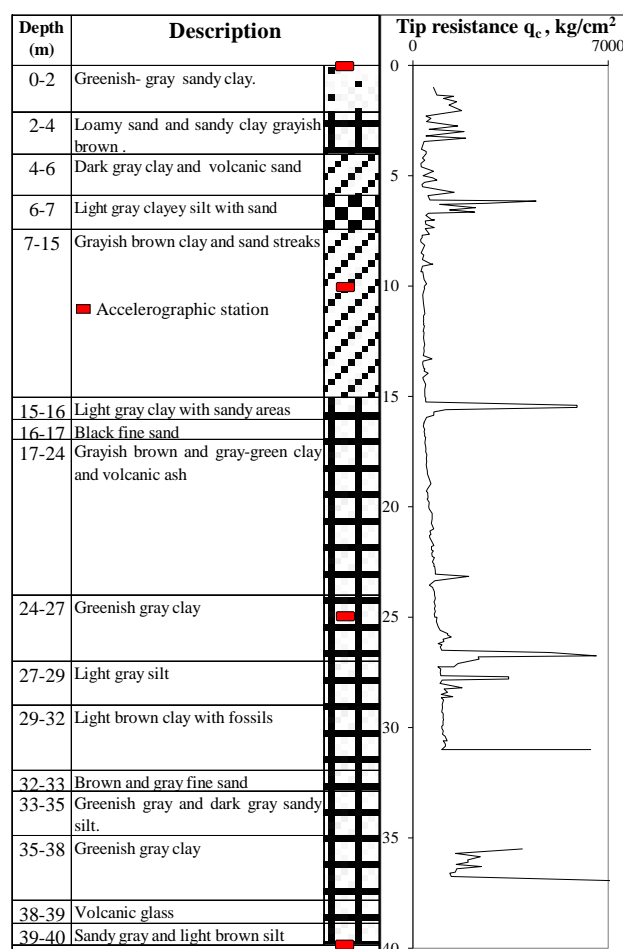 Depth (m) Description Tip resistance qc , kg/cm2
0 7000
0-2 Greenish- gray sandy clay.
2-4 Loamy sand and sandy clay grayish
brown .
4-6 Dark gray clay and volcanic sand
6-7 Light gray clayey silt with sand
7-15 Grayish brown clay and sand streaks
Accelerographic station
15-16 Light gray clay with sandy areas
16-17 Black fine sand
17-24 Grayish brown and gray-green clay
and volcanic ash
24-27 Greenish gray clay
27-29 Light gray silt
29-32 Light brown clay with fossils
32-33 Brown and gray fine sand
33-35 Greenish gray and dark gray sandy
silt.
35-38 Greenish gray clay
38-39 Volcanic glass
39-40 Sandy gray and light brown silt
0
5
10
15
20
25
30
35
40